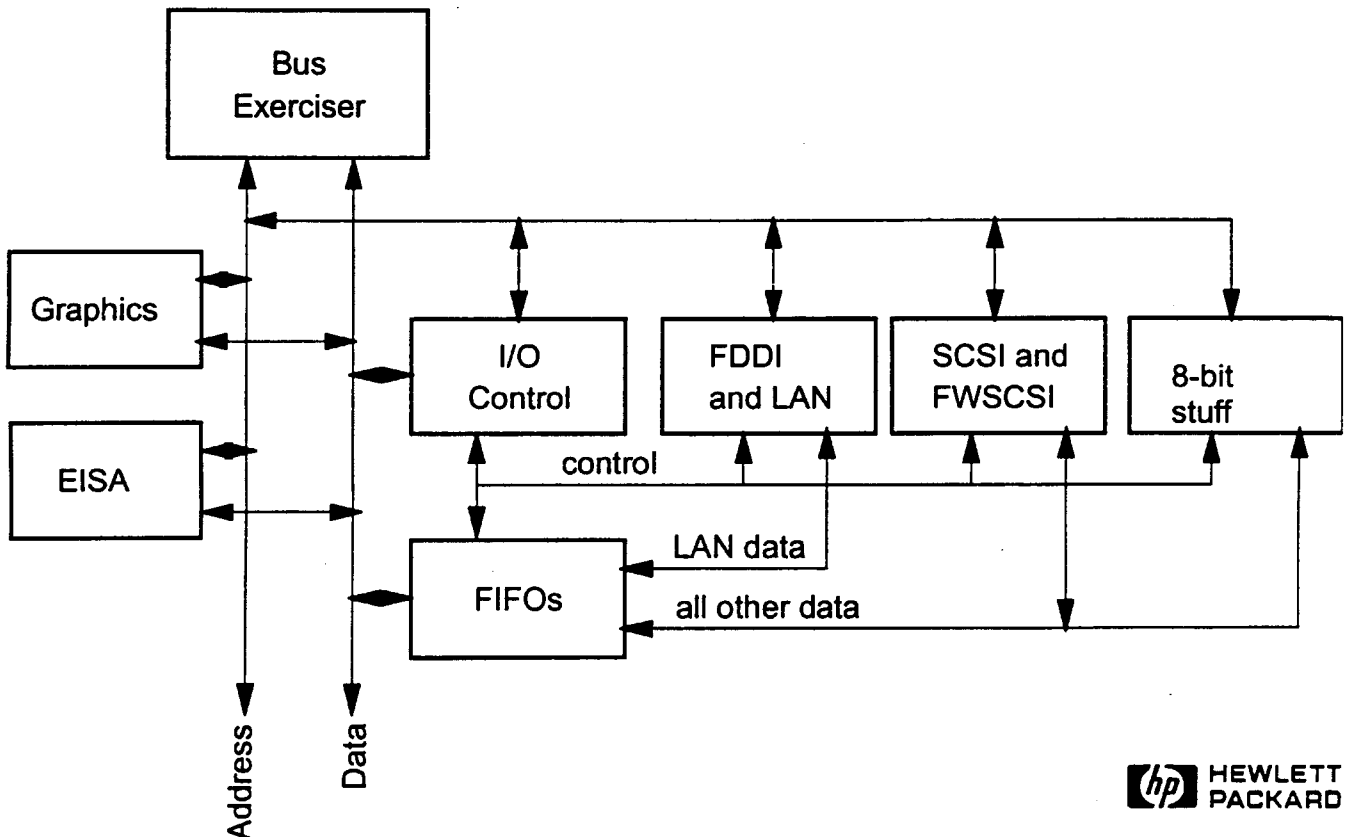 Bus
Exerciser
Graphics
I/O
Control
FDDI
and LAN
SCSI and
FWSCSI
8-bit
stuff
EISA
control
LAN data
FIFOs
all other data
Address
Data
hp HEWLETT
PACKARD